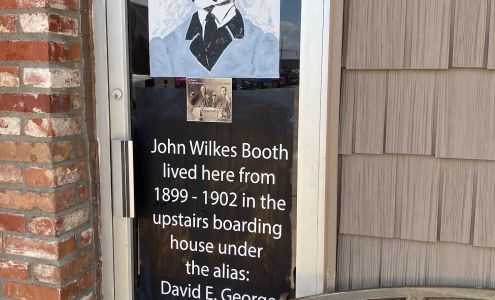 John Wilkes Booth
lived here from
1899 - 1902 in the
upstairs boarding
house under
the alias:
David E. George